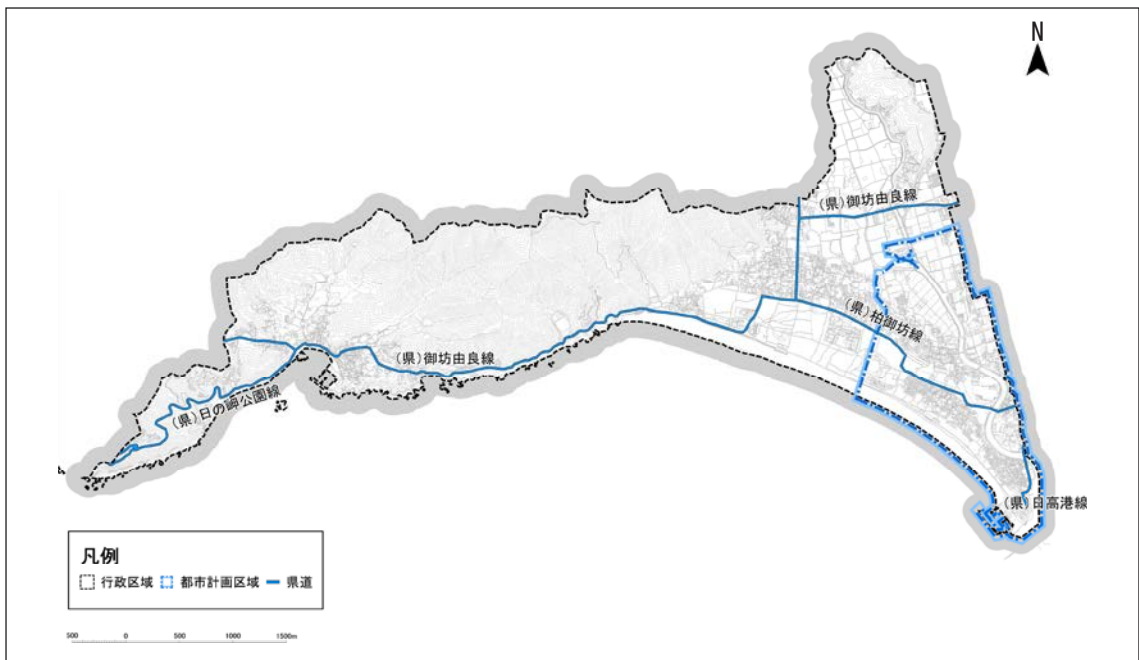 N
(県)御坊由良線
(県)柏御坊線
(県)御坊由良線
(県)日の岬公園線
(県)日高港線
凡例
行政区域 都市計画区域 県道
500 0 500 1000 1500m